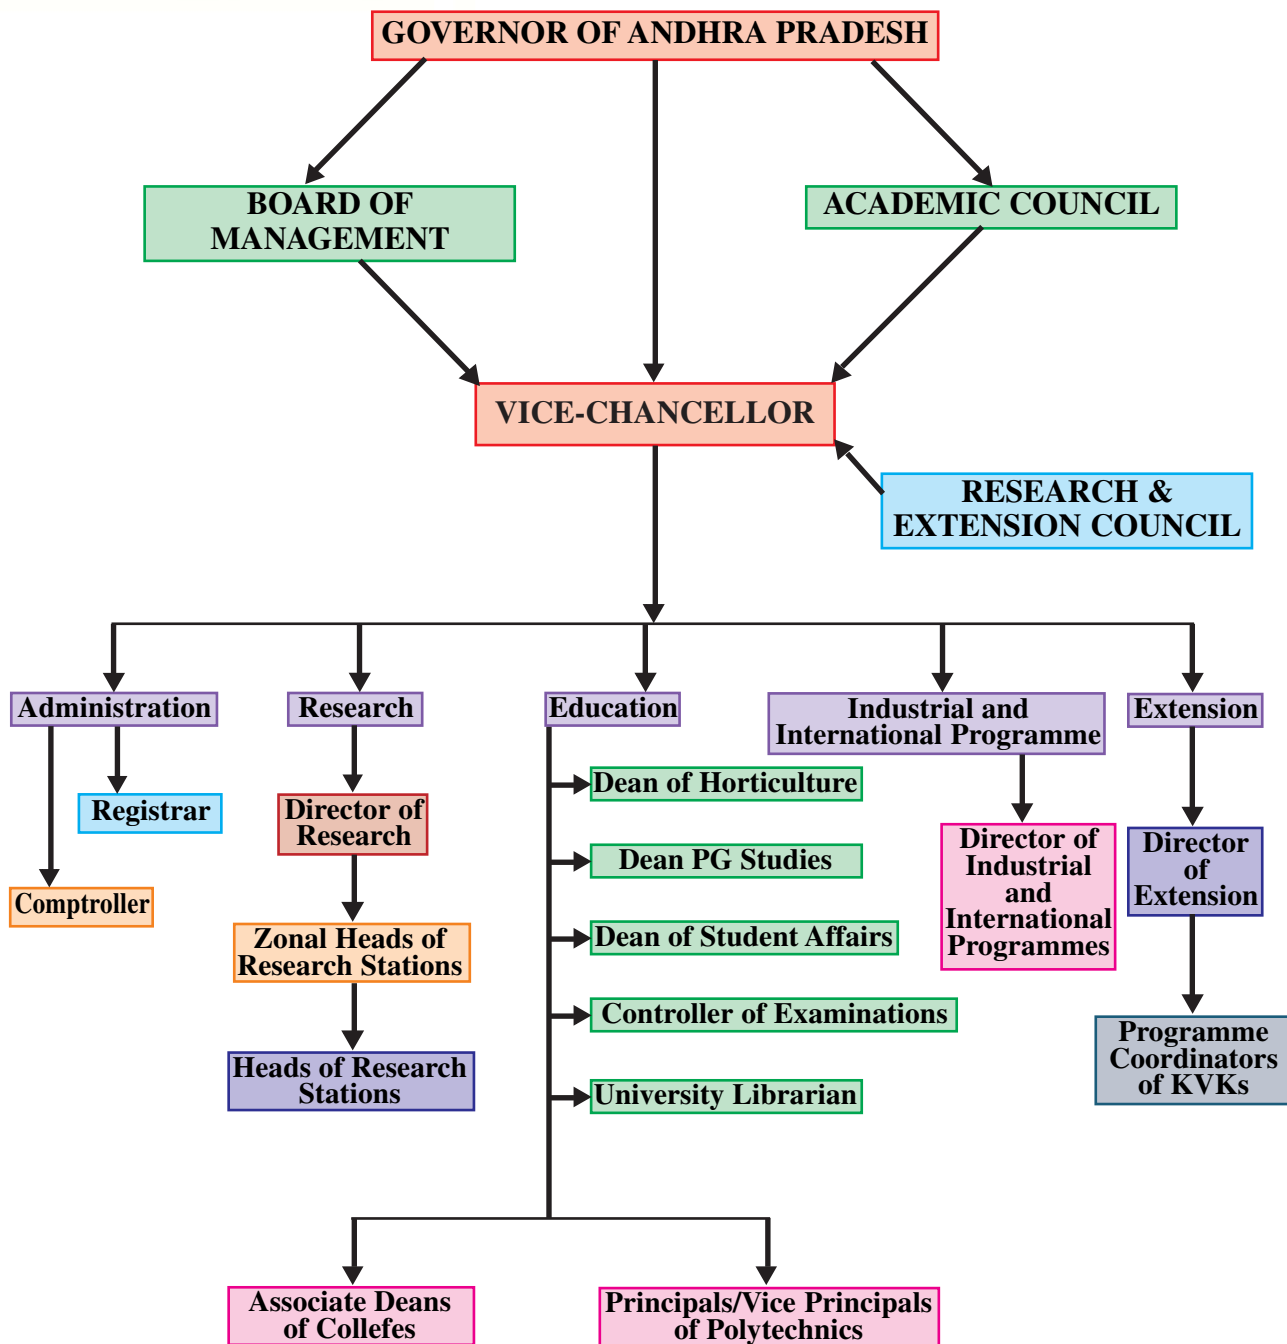 GOVERNOR OF ANDHRA PRADESH
BOARD OF
MANAGEMENT
ACADEMIC COUNCIL
VICE-CHANCELLOR
RESEARCH &
EXTENSION COUNCIL
Administration
Research
Education
Industrial and
International Programme
Extension
Registrar
Comptroller
Director of
Research
Zonal Heads of
Research Stations
Heads of Research
Stations
Dean of Horticulture
Dean PG Studies
Dean of Student Affairs
Controller of Examinations
University Librarian
Director of
Industrial
and
International
Programmes
Director
of
Extension
Programme
Coordinators
of KVKs
Associate Deans
of Collefes
Principals/Vice Principals
of Polytechnics